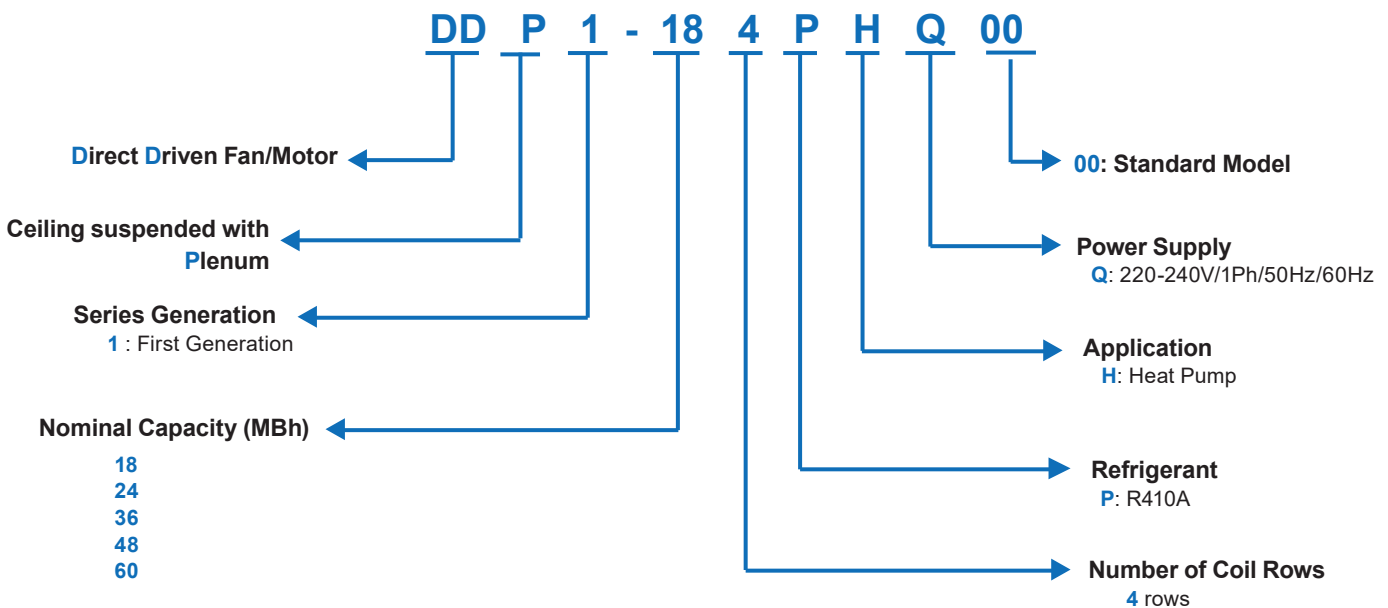 DD P 1 - 18 4 P H Q 00
Direct Driven Fan/Motor
Ceiling suspended with
Plenum
Series Generation
1 : First Generation
Nominal Capacity (MBh)
18
24
36
48
60
00: Standard Model
Power Supply
Q: 220-240V/1Ph/50Hz/60Hz
Application
H: Heat Pump
Refrigerant
P: R410A
Number of Coil Rows
4 rows